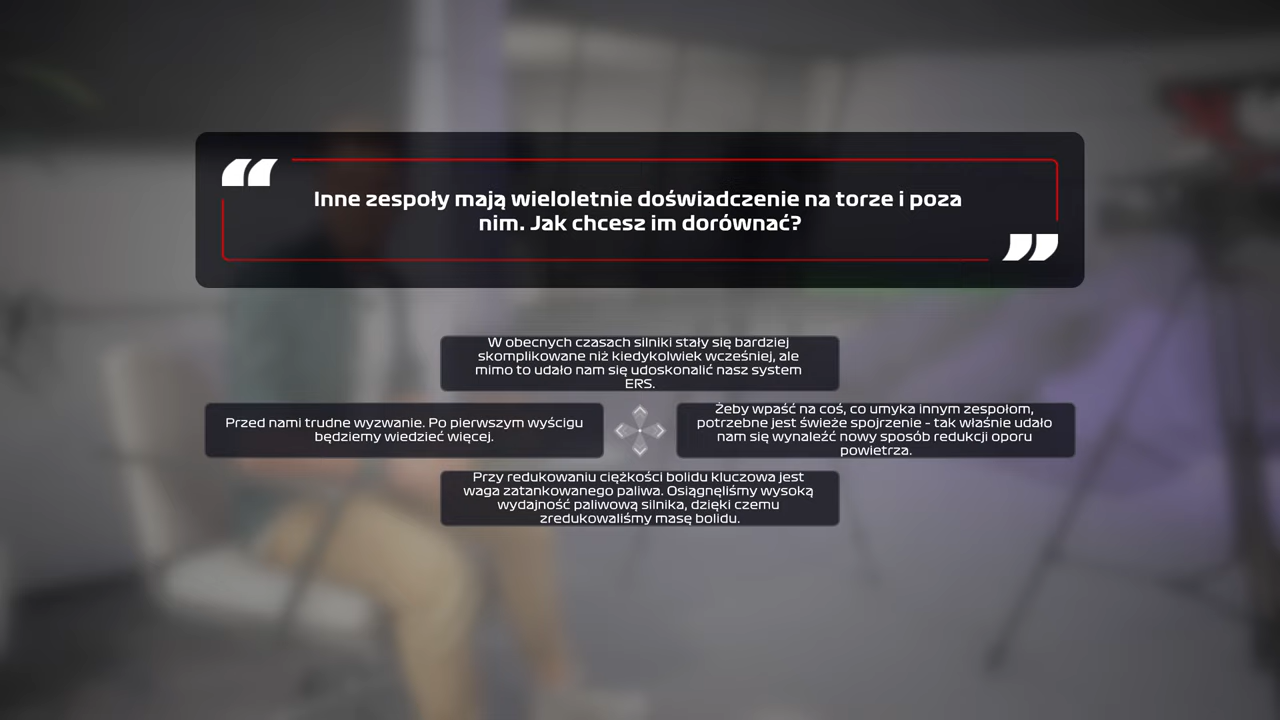 Inne zespoły mają wieloletnie doświadczenie na torze i poza
nim. Jak chcesz im dorównać?
W obecnych czasach silniki stały się bardziej
skomplikowane niż kiedykolwiek wcześniej, ale
mimo to udało nam się udoskonalić nasz system
ERS.
Przed nami trudne wyzwanie. Po pierwszym wyścigu
będziemy wiedzieć więcej.
Żeby wpaść na coś, co umyka innym zespołom,
potrzebne jest świeże spojrzenie - tak właśnie udało
nam się wynaleźć nowy sposób redukcji oporu
powietrza.
Przy redukowaniu ciężkości bolidu kluczowa jest
waga zatankowanego paliwa. Osiągnęliśmy wysoką
wydajność paliwową silnika, dzięki czemu
zredukowaliśmy masę bolidu.